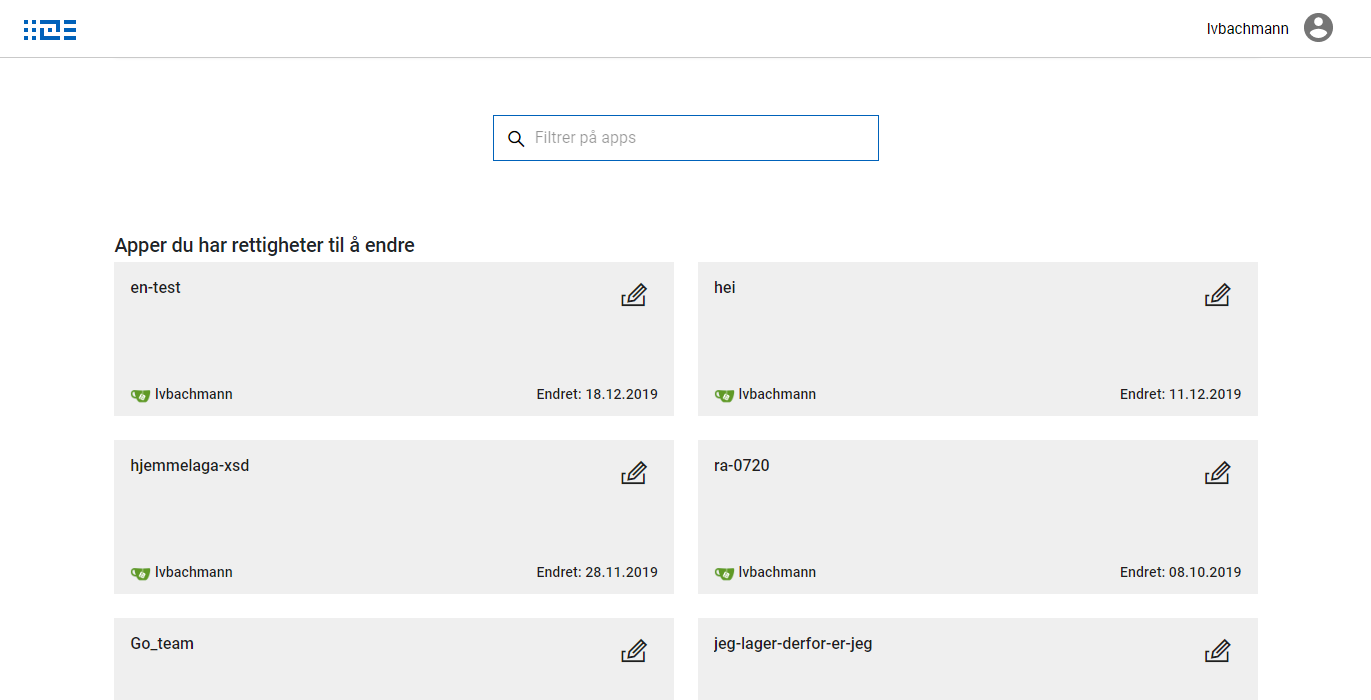 lvbachmann
Filtrer på apps
Apper du har rettigheter til å endre
en-test
lvbachmann
Endret: 18.12.2019
hei
lvbachmann
Endret: 11.12.2019
hjemmelaga-xsd
lvbachmann
Endret: 28.11.2019
ra-0720
lvbachmann
Endret: 08.10.2019
Go_team
jeg-lager-derfor-er-jeg